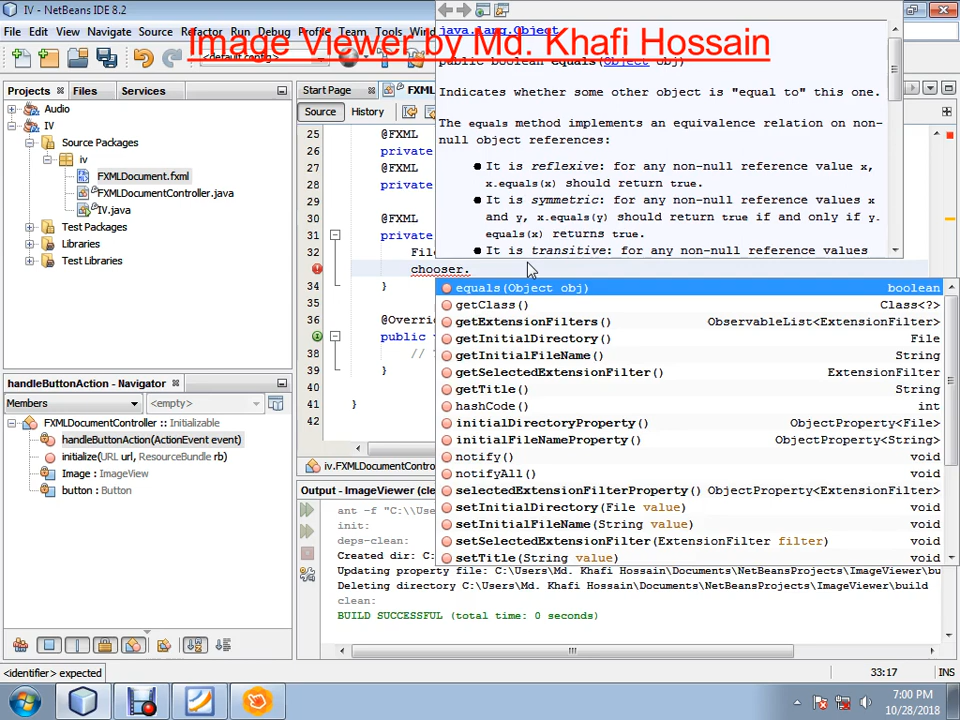 IV - NetBeans IDE 8.2
File Edit View Navigate Source Refactor Run Debug Profile Team Tools
Image Viewer by Md. Khafi Hossain
<default config>
Projects Files Services
Audio
IV
Source Packages
iv
FXMLDocument.fxml
FXMLDocumentController.java
IV.java
Test Packages
Libraries
Test Libraries
handleButtonAction - Navigator
Members
<empty>
FXMLDocumentController :: Initializable
handleButtonAction(ActionEvent event)
initialize(URL url, ResourceBundle rb)
Image : ImageView
button : Button
Start Page
Source History
25 @FXML
26 private
27 @FXML
28 private
29
30 @FXML
31 private
32
33 chooser.
34 }
35
36
37 public
38 //
39 }
40
41 }
42
java.lang.Object
public boolean equals(Object obj)
Indicates whether some other object is "equal to" this one.
The equals method implements an equivalence relation on non-
null object references:
It is reflexive: for any non-null reference value x,
x.equals(x) should return true.
It is symmetric: for any non-null reference values x
and y, x.equals(y) should return true if and only if y.
equals(x) returns true.
It is transitive: for any non-null reference values
equals(Object obj) boolean
getClass() Class<?>
getExtensionFilters() ObservableList<ExtensionFilter>
getInitialDirectory() File
getInitialFileName() String
getSelectedExtensionFilter() ExtensionFilter
getTitle() String
hashCode() int
initialDirectoryProperty() ObjectProperty<File>
initialFileNameProperty() ObjectProperty<String>
notify() void
notifyAll() void
selectedExtensionFilterProperty() ObjectProperty<ExtensionFilter>
setInitialDirectory(File value) void
setInitialFileName(String value) void
setSelectedExtensionFilter(ExtensionFilter filter) void
setTitle(String value) void
iv.FXMLDocumentContro
Output - ImageViewer (cle
ant -f "C:\\Use
init:
deps-clean:
Created dir: C:
Updating property file: C:\Users\Md. Khafi Hossain\Documents\NetBeansProjects\ImageViewer\bu
Deleting directory C:\Users\Md. Khafi Hossain\Documents\NetBeansProjects\ImageViewer\build
clean:
BUILD SUCCESSFUL (total time: 0 seconds)
<identifier> expected
33:17 INS
7:00 PM
10/28/2018